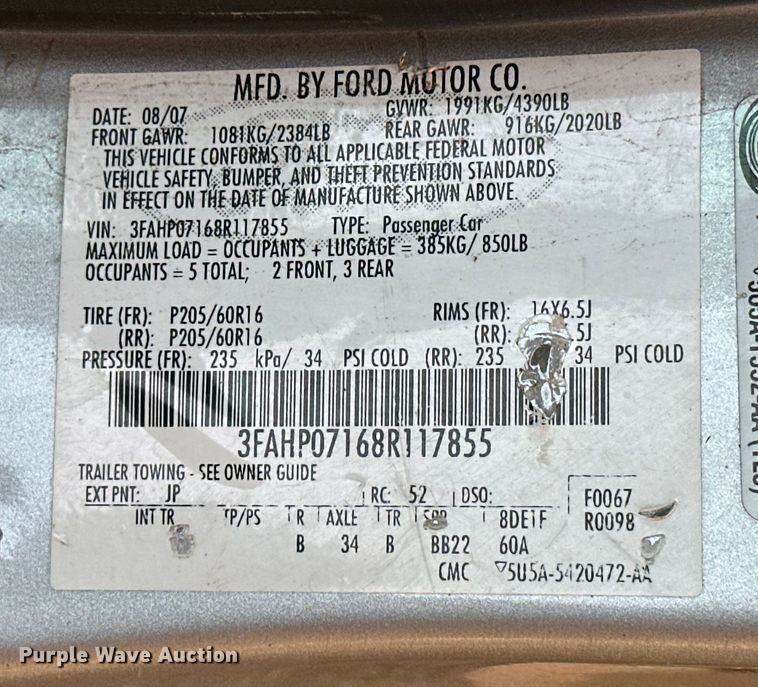 MFD. BY FORD MOTOR CO.
DATE: 08/07 GVWR: 1991KG/4390LB
FRONT GAWR: 1081KG/2384LB REAR GAWR: 916KG/2020LB
THIS VEHICLE CONFORMS TO ALL APPLICABLE FEDERAL MOTOR
VEHICLE SAFETY, BUMPER, AND THEFT PREVENTION STANDARDS
IN EFFECT ON THE DATE OF MANUFACTURE SHOWN ABOVE.
VIN: 3FAHP07168R117855 TYPE: Passenger Car
MAXIMUM LOAD = OCCUPANTS + LUGGAGE = 385KG/ 850LB
OCCUPANTS = 5 TOTAL; 2 FRONT, 3 REAR
TIRE (FR): P205/60R16 RIMS (FR): 16X6.5J
(RR): P205/60R16 (RR): 5J
PRESSURE (FR): 235 kPa/ 34 PSI COLD (RR): 235 34 PSI COLD
3FAHP07168R117855
TRAILER TOWING - SEE OWNER GUIDE
EXT PNT: JP RC: 52 DSO: F0067
INT TR TP/PS R AXLE TR 8DE1F R0098
B 34 B BB22 60A
CMC ▽5U5A-5420472-AA
Purple Wave Auction